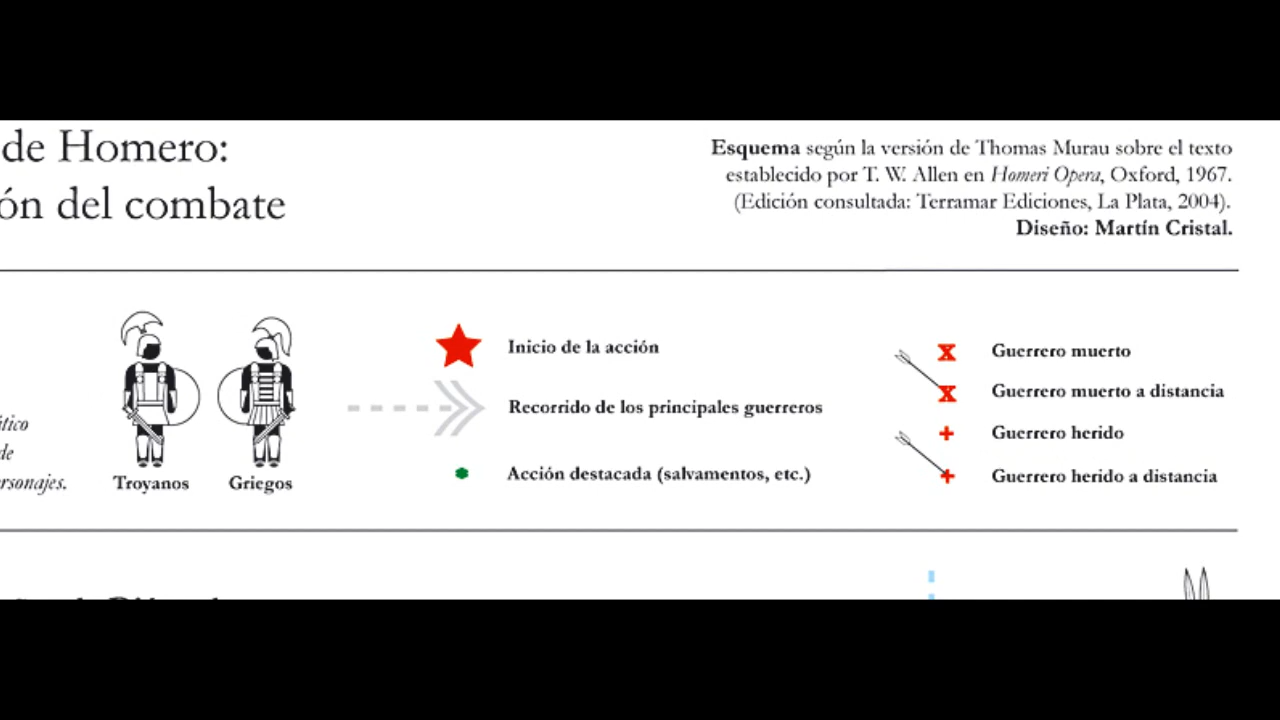 de Homero:
ón del combate
Esquema según la versión de Thomas Murau sobre el texto
establecido por T. W. Allen en Homeri Opera, Oxford, 1967.
(Edición consultada: Terramar Ediciones, La Plata, 2004).
Diseño: Martín Cristal.
ítico
de
rsonajes.
Troyanos
Griegos
Inicio de la acción
Recorrido de los principales guerreros
Acción destacada (salvamentos, etc.)
Guerrero muerto
Guerrero muerto a distancia
Guerrero herido
Guerrero herido a distancia